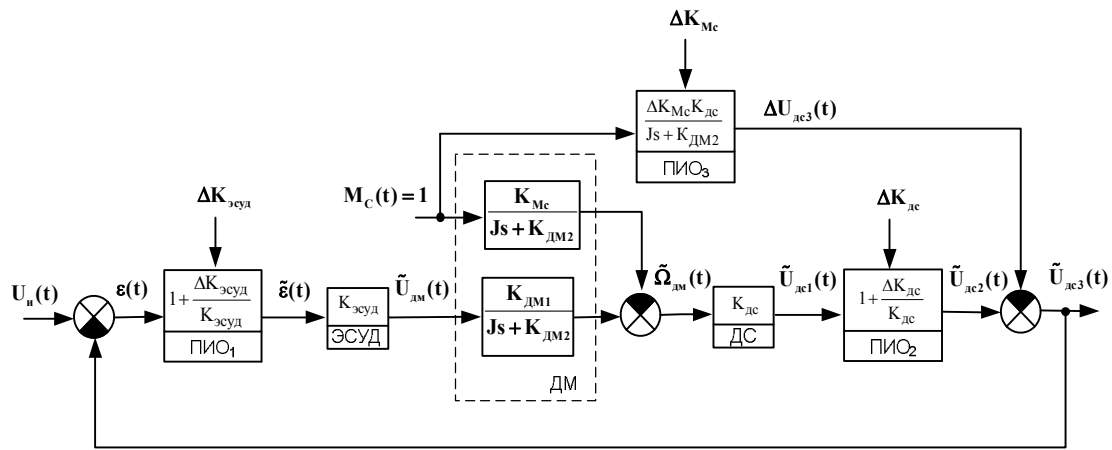 ΔK_Mc
ΔK_Mc K_дс
Js + K_ДМ2
ПИО₃
ΔU_дс3(t)
M_C(t) = 1
K_Mc
Js + K_ДМ2
ΔK_эсуд
ΔK_дс
U_н(t)
ε(t)
1 + ΔK_эсуд
K_эсуд
ПИО₁
ε̃(t)
K_эсуд
ЭСУД
Ũ_дм(t)
K_ДМ1
Js + K_ДМ2
ДМ
Ω̃_дм(t)
K_дс
ДС
Ũ_дс1(t)
1 + ΔK_дс
K_дс
ПИО₂
Ũ_дс2(t)
Ũ_дс3(t)